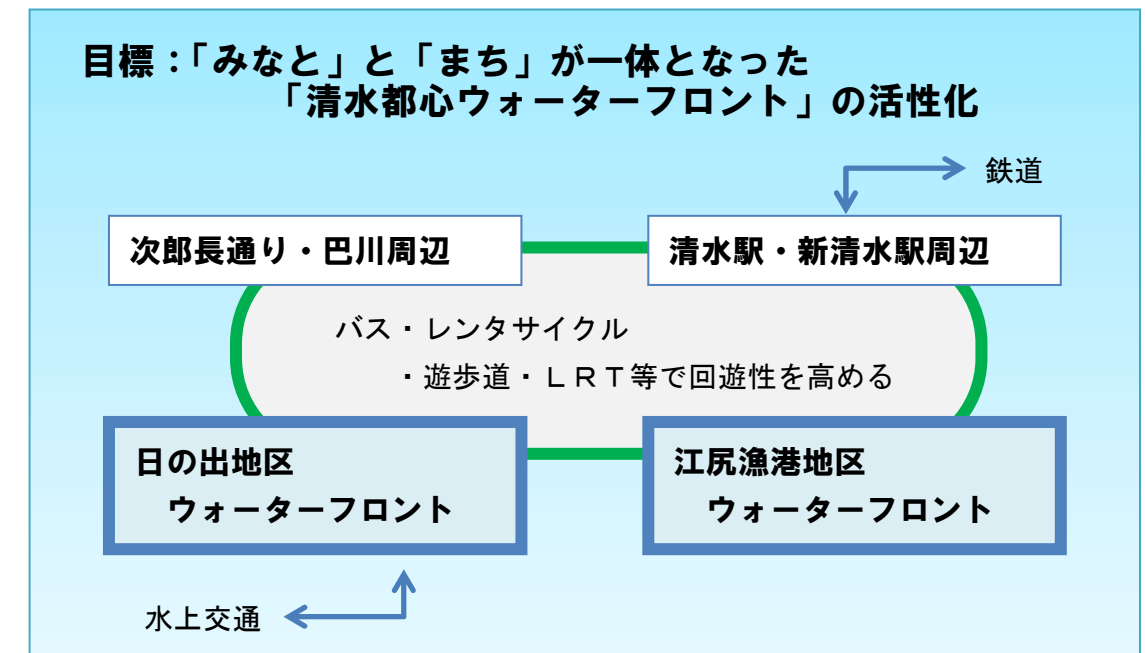 目標：「みなと」と「まち」が一体となった
「清水都心ウォーターフロント」の活性化
鉄道
次郎長通り・巴川周辺
清水駅・新清水駅周辺
バス・レンタサイクル
・遊歩道・ＬＲＴ等で回遊性を高める
日の出地区
ウォーターフロント
江尻漁港地区
ウォーターフロント
水上交通